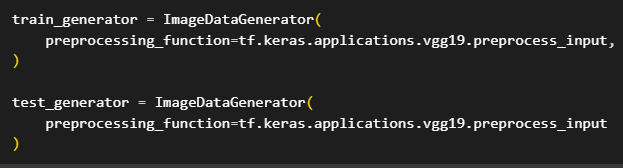 train_generator = ImageDataGenerator(
    preprocessing_function=tf.keras.applications.vgg19.preprocess_input,
)
test_generator = ImageDataGenerator(
    preprocessing_function=tf.keras.applications.vgg19.preprocess_input
)